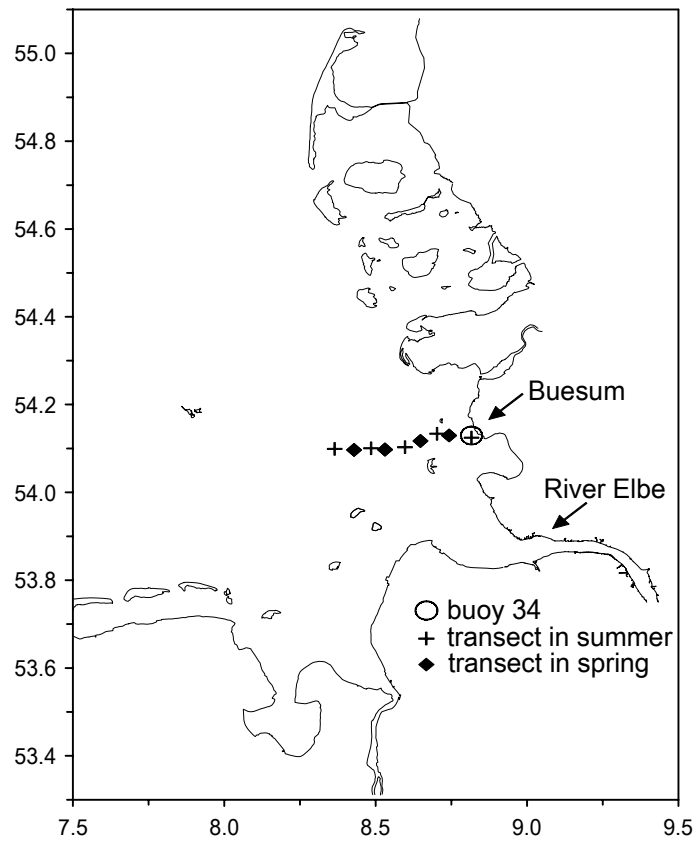 55.0
54.8
54.6
54.4
54.2
Buesum
54.0
River Elbe
53.8
buoy 34
transect in summer
53.6
transect in spring
53.4
7.5 8.0 8.5 9.0 9.5